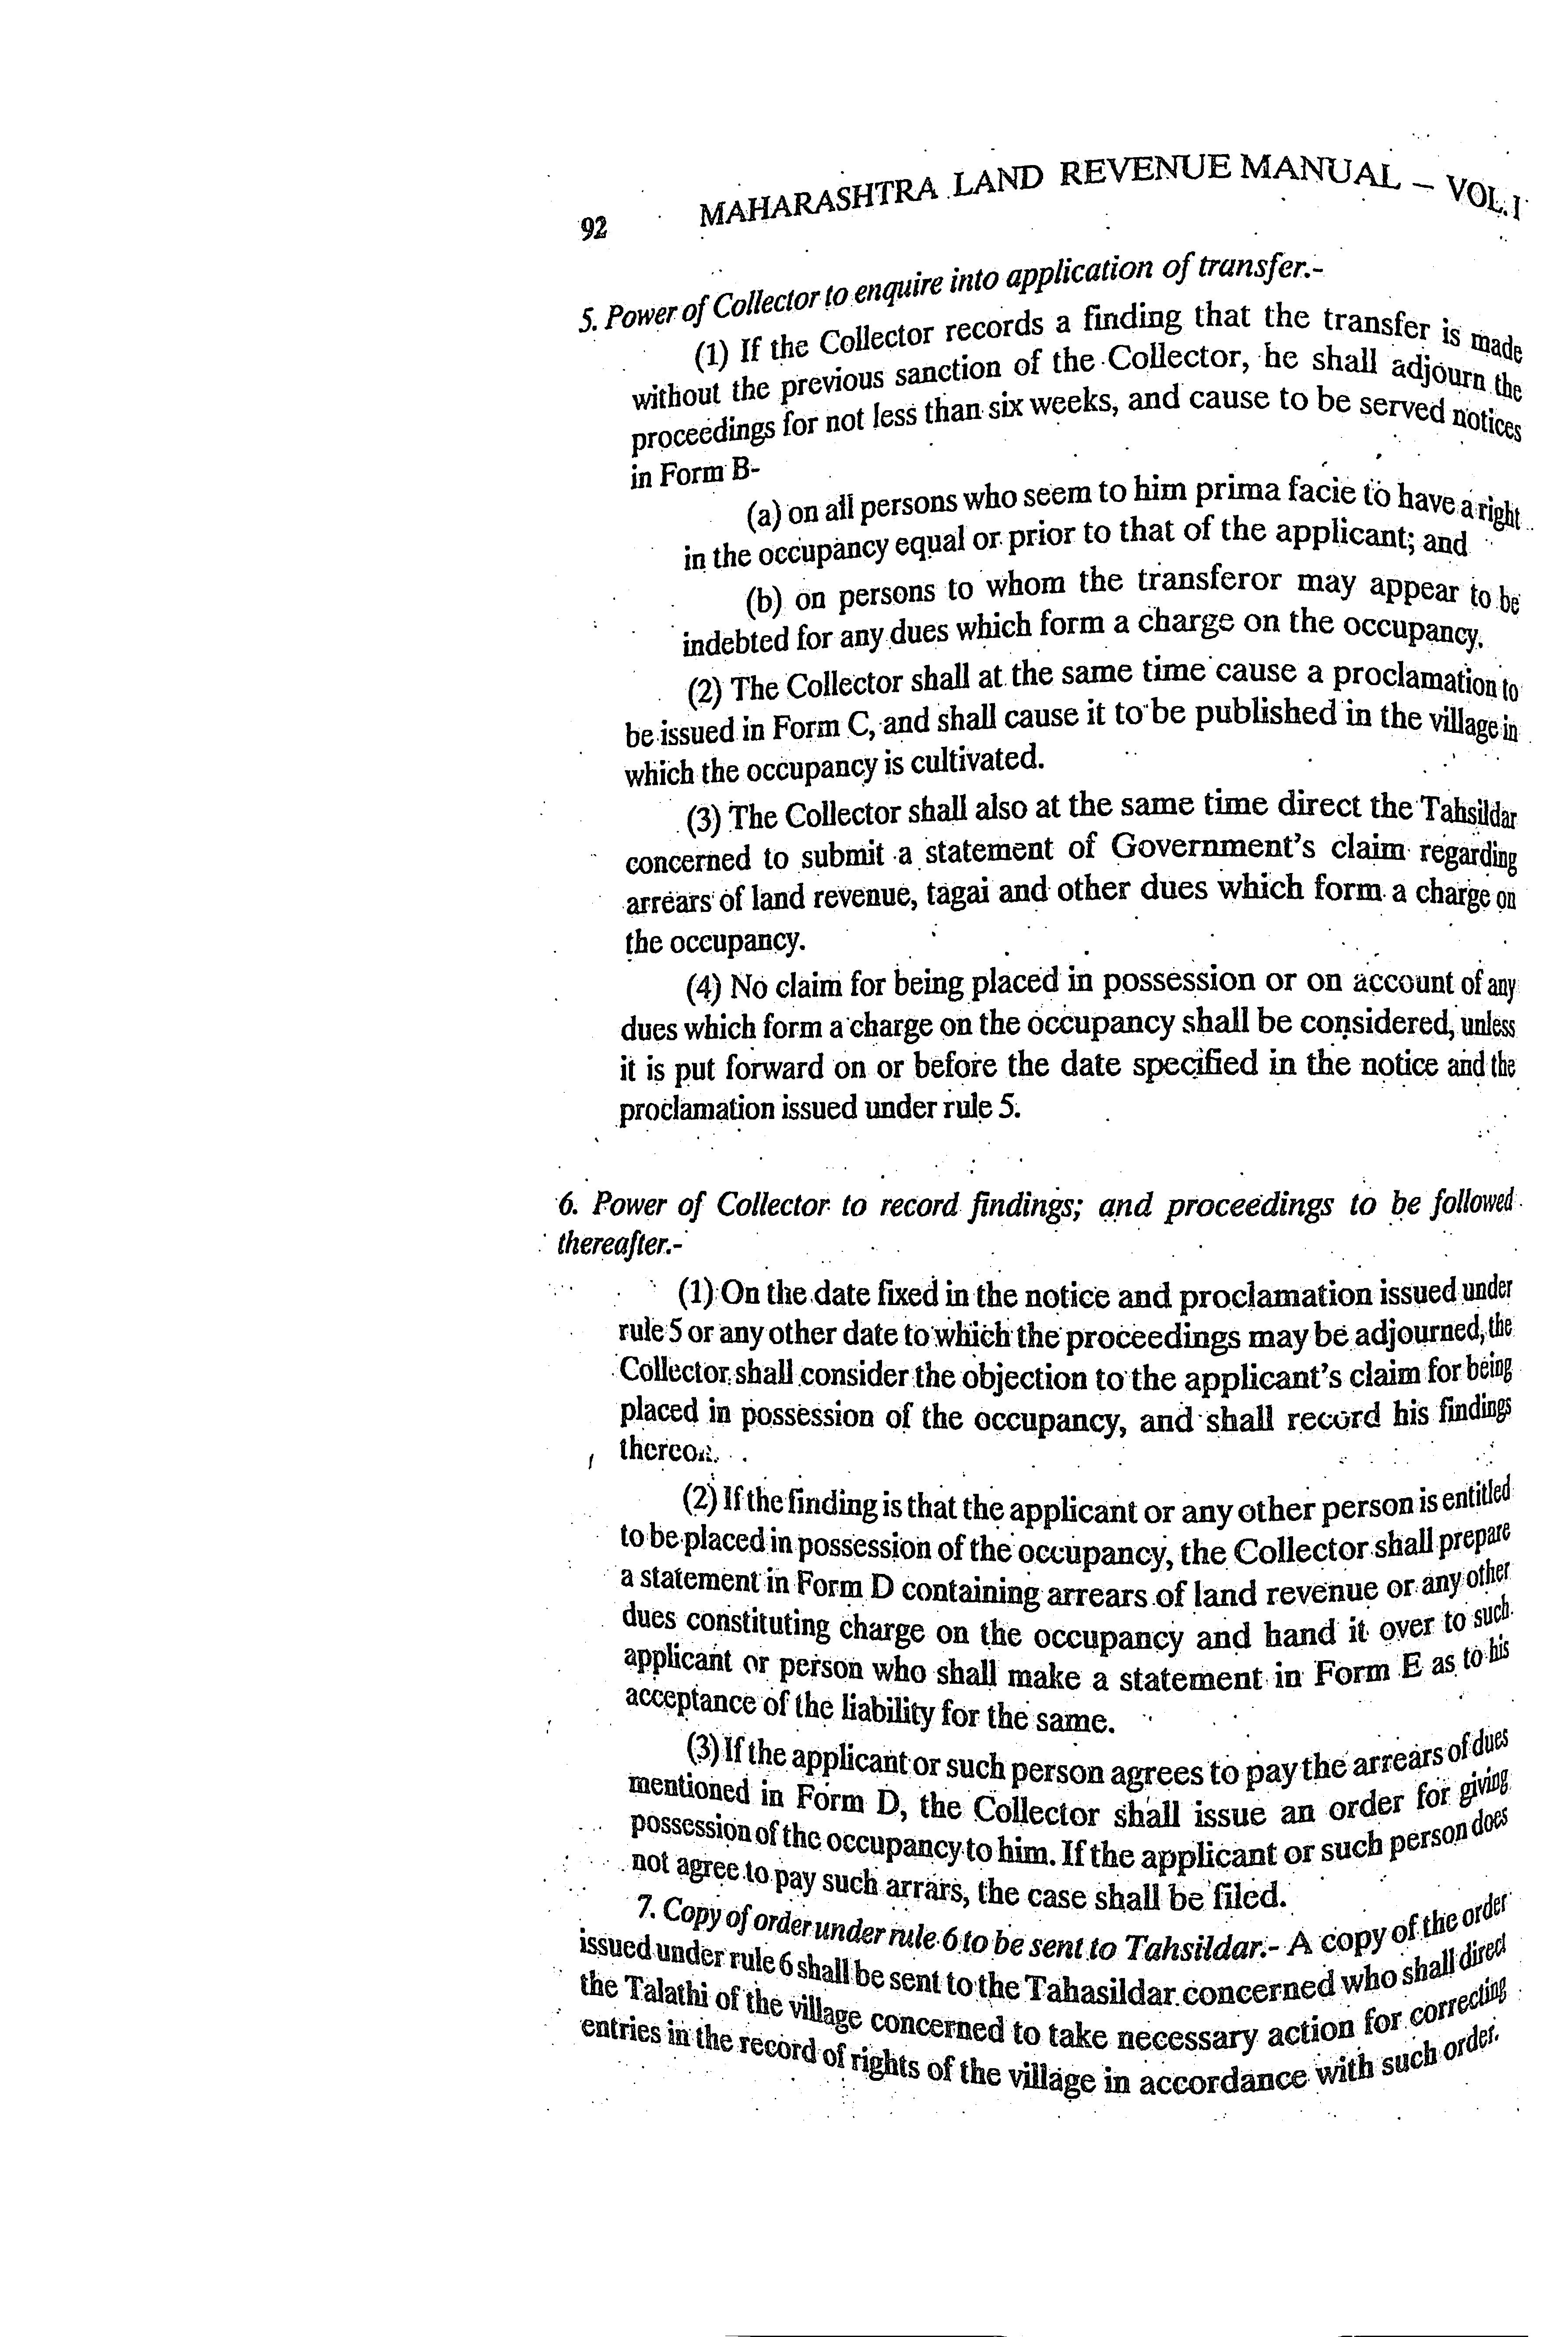 92 MAHARASHTRA LAND REVENUE MANUAL – VOL. I
5. Power of Collector to enquire into application of transfer.-
(1) If the Collector records a finding that the transfer is made
without the previous sanction of the Collector, he shall adjourn the
proceedings for not less than six weeks, and cause to be served notices
in Form B-
(a) on all persons who seem to him prima facie to have a right
in the occupancy equal or prior to that of the applicant; and
(b) on persons to whom the transferor may appear to be
indebted for any dues which form a charge on the occupancy.
(2) The Collector shall at the same time cause a proclamation to
be issued in Form C, and shall cause it to be published in the village in
which the occupancy is cultivated.
(3) The Collector shall also at the same time direct the Tahsildar
concerned to submit a statement of Government's claim regarding
arrears of land revenue, tagai and other dues which form a charge on
the occupancy.
(4) No claim for being placed in possession or on account of any
dues which form a charge on the occupancy shall be considered, unless
it is put forward on or before the date specified in the notice and the
proclamation issued under rule 5.
6. Power of Collector to record findings; and proceedings to be followed
thereafter.-
(1) On the date fixed in the notice and proclamation issued under
rule 5 or any other date to which the proceedings may be adjourned, the
Collector shall consider the objection to the applicant's claim for being
placed in possession of the occupancy, and shall record his findings
thereon.
(2) If the finding is that the applicant or any other person is entitled
to be placed in possession of the occupancy, the Collector shall prepare
a statement in Form D containing arrears of land revenue or any other
dues constituting charge on the occupancy and hand it over to such
applicant or person who shall make a statement in Form E as to his
acceptance of the liability for the same.
(3) If the applicant or such person agrees to pay the arrears of dues
mentioned in Form D, the Collector shall issue an order for giving
possession of the occupancy to him. If the applicant or such person does
not agree to pay such arrars, the case shall be filed.
7. Copy of order under rule 6 to be sent to Tahsildar.- A copy of the order
issued under rule 6 shall be sent to the Tahasildar concerned who shall direct
the Talathi of the village concerned to take necessary action for correcting
entries in the record of rights of the village in accordance with such order.